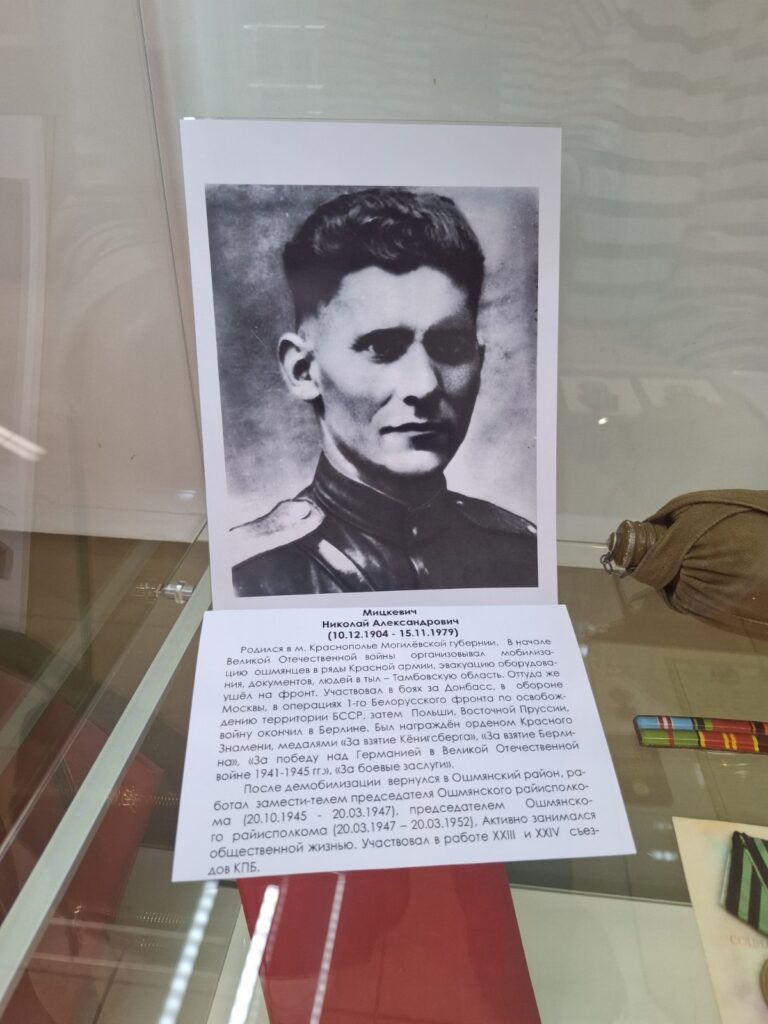 Мицкевич
Николай Александрович
(10.12.1904 - 15.11.1979)
Родился в м. Краснополье Могилёвской губернии. В начале
Великой Отечественной войны организовывал мобилиза-
цию ошмянцев в ряды Красной армии, эвакуацию оборудова-
ния, документов, людей в тыл – Тамбовскую область. Оттуда же
ушёл на фронт. Участвовал в боях за Донбасс, в обороне
Москвы, в операциях 1-го Белорусского фронта по освобож-
дению территории БССР, затем Польши, Восточной Пруссии,
войну окончил в Берлине. Был награждён орденом Красного
Знамени, медалями «За взятие Кёнигсберга», «За взятие Берли-
на», «За победу над Германией в Великой Отечественной
войне 1941-1945 гг.», «За боевые заслуги».
После демобилизации вернулся в Ошмянский район, ра-
ботал замести-телем председателя Ошмянского райисполко-
ма (20.10.1945 - 20.03.1947), председателем Ошмянско-
го райисполкома (20.03.1947 – 20.03.1952). Активно занимался
общественной жизнью. Участвовал в работе XXIII и XXIV съез-
дов КПБ.